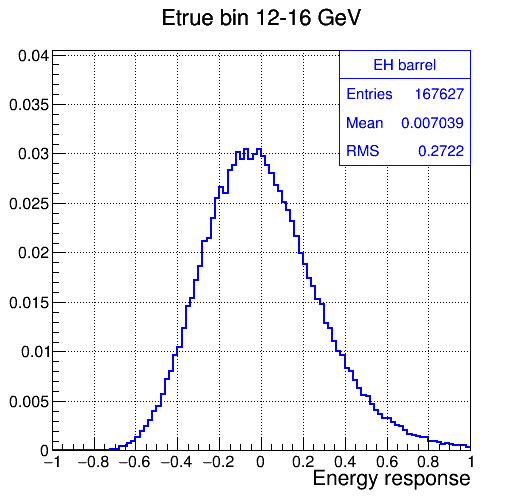 Etrue bin 12-16 GeV
EH barrel
Entries 167627
Mean 0.007039
RMS 0.2722
0.04
0.035
0.03
0.025
0.02
0.015
0.01
0.005
0
−1 −0.8 −0.6 −0.4 −0.2 0 0.2 0.4 0.6 0.8 1
Energy response